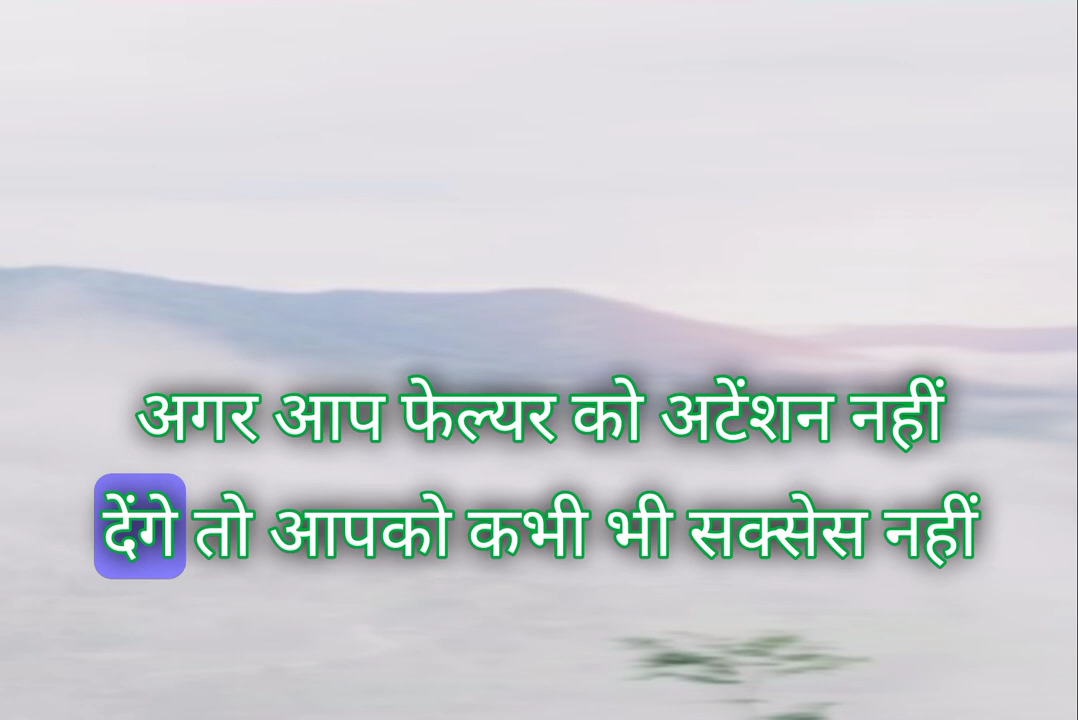 अगर आप फेल्यर को अटेंशन नहीं
देंगे तो आपको कभी भी सक्सेस नहीं